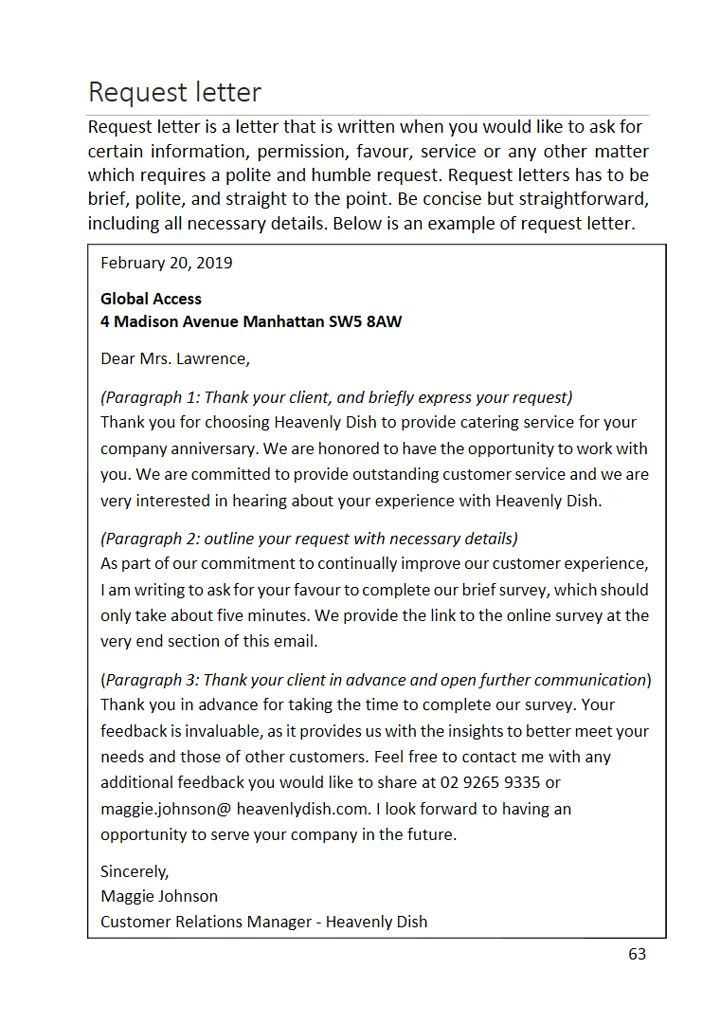 Request letter
Request letter is a letter that is written when you would like to ask for
certain information, permission, favour, service or any other matter
which requires a polite and humble request. Request letters has to be
brief, polite, and straight to the point. Be concise but straightforward,
including all necessary details. Below is an example of request letter.
February 20, 2019
Global Access
4 Madison Avenue Manhattan SW5 8AW
Dear Mrs. Lawrence,
(Paragraph 1: Thank your client, and briefly express your request)
Thank you for choosing Heavenly Dish to provide catering service for your
company anniversary. We are honored to have the opportunity to work with
you. We are committed to provide outstanding customer service and we are
very interested in hearing about your experience with Heavenly Dish.
(Paragraph 2: outline your request with necessary details)
As part of our commitment to continually improve our customer experience,
I am writing to ask for your favour to complete our brief survey, which should
only take about five minutes. We provide the link to the online survey at the
very end section of this email.
(Paragraph 3: Thank your client in advance and open further communication)
Thank you in advance for taking the time to complete our survey. Your
feedback is invaluable, as it provides us with the insights to better meet your
needs and those of other customers. Feel free to contact me with any
additional feedback you would like to share at 02 9265 9335 or
maggie.johnson@ heavenlydish.com. I look forward to having an
opportunity to serve your company in the future.
Sincerely,
Maggie Johnson
Customer Relations Manager - Heavenly Dish
63